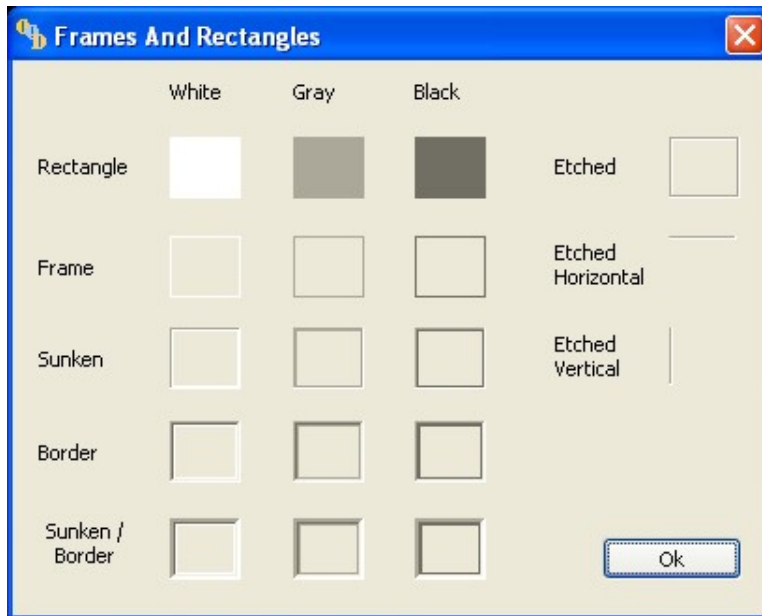 Frames And Rectangles
White Gray Black
Rectangle
Etched
Frame
Etched
Horizontal
Sunken
Etched
Vertical
Border
Sunken /
Border
Ok